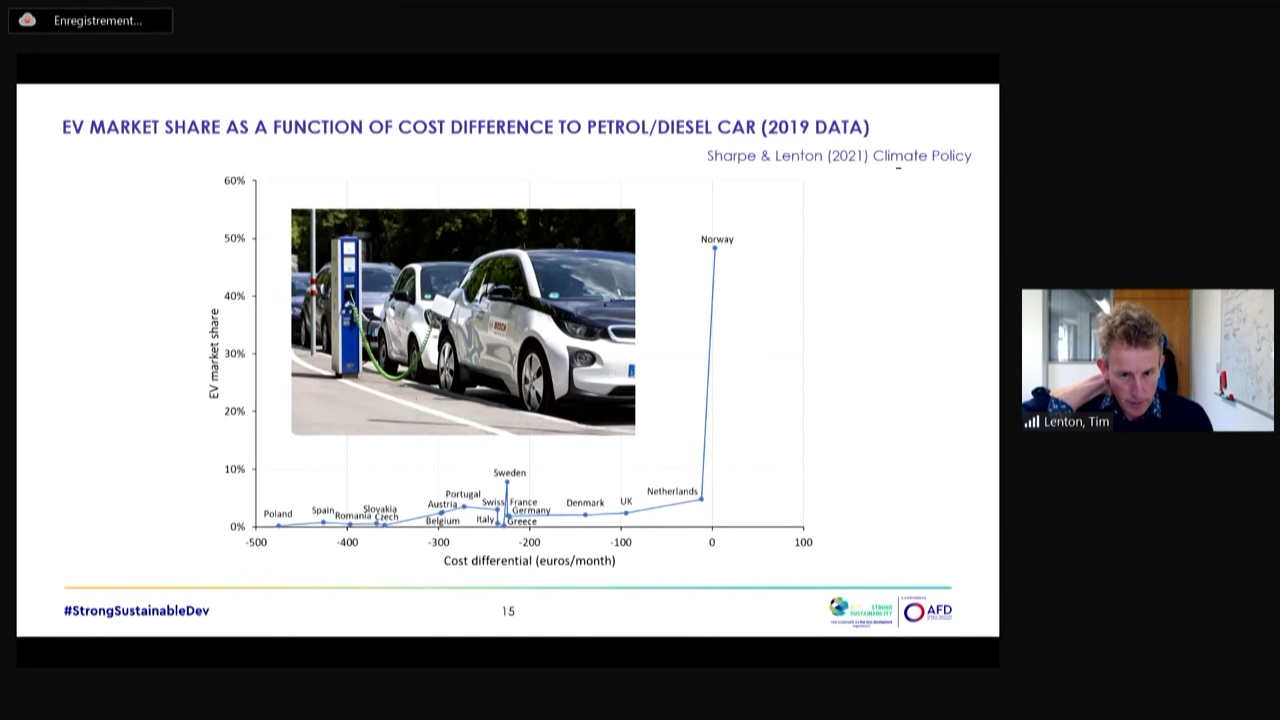 Enregistrement...
EV MARKET SHARE AS A FUNCTION OF COST DIFFERENCE TO PETROL/DIESEL CAR (2019 DATA)
Sharpe & Lenton (2021) Climate Policy
60%
50%
40%
30%
20%
10%
0%
EV market share
Norway
BOSCH
Sweden
Portugal
Swiss
France
Netherlands
Denmark
UK
Austria
Germany
Slovakia
Spain
Poland
Romania
Czech
Belgium
Italy
Greece
-500
-400
-300
-200
-100
0
100
Cost differential (euros/month)
#StrongSustainableDev
15
STRONG
SUSTAINABILITY
AFD
Lenton, Tim